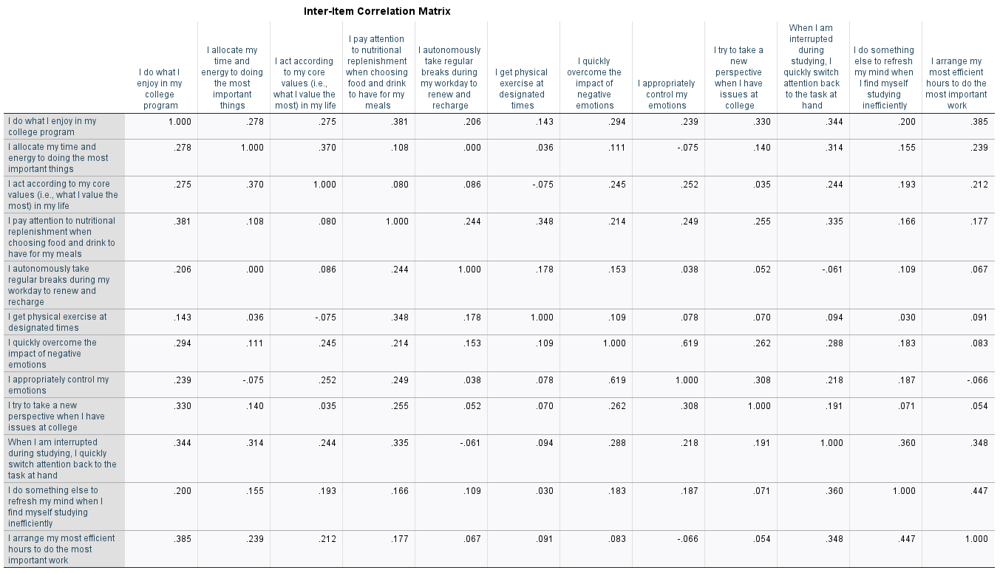 Inter-Item Correlation Matrix
I do what I
enjoy in my
college
program
I allocate my
time and
energy to doing
the most
important
things
I act according
to my core
values (i.e.,
what I value the
most) in my life
I pay attention
to nutritional
replenishment
when choosing
food and drink
to have for my
meals
I autonomously
take regular
breaks during
my workday to
renew and
recharge
I get physical
exercise at
designated
times
I quickly
overcome the
impact of
negative
emotions
I appropriately
control my
emotions
I try to take a
new
perspective
when I have
issues at
college
When I am
interrupted
during
studying, I
quickly switch
attention back
to the task at
hand
I do something
else to refresh
my mind when
I find myself
studying
inefficiently
I arrange my
most efficient
hours to do the
most important
work
I do what I enjoy in my 1.000 .278 .275 .381 .206 .143 .294 .239 .330 .344 .200 .385
college program
I allocate my time and .278 1.000 .370 .108 .000 .036 .111 -.075 .140 .314 .155 .239
energy to doing the most
important things
I act according to my core .275 .370 1.000 .080 .086 -.075 .245 .252 .035 .244 .193 .212
values (i.e., what I value the
most) in my life
I pay attention to nutritional .381 .108 .080 1.000 .244 .348 .214 .249 .255 .335 .166 .177
replenishment when
choosing food and drink to
have for my meals
I autonomously take .206 .000 .086 .244 1.000 .178 .153 .038 .052 -.061 .109 .067
regular breaks during my
workday to renew and
recharge
I get physical exercise at .143 .036 -.075 .348 .178 1.000 .109 .078 .070 .094 .030 .091
designated times
I quickly overcome the .294 .111 .245 .214 .153 .109 1.000 .619 .262 .288 .183 .083
impact of negative
emotions
I appropriately control my .239 -.075 .252 .249 .038 .078 .619 1.000 .308 .218 .187 -.066
emotions
I try to take a new .330 .140 .035 .255 .052 .070 .262 .308 1.000 .191 .071 .054
perspective when I have
issues at college
When I am interrupted .344 .314 .244 .335 -.061 .094 .288 .218 .191 1.000 .360 .348
during studying, I quickly
switch attention back to the
task at hand
I do something else to .200 .155 .193 .166 .109 .030 .183 .187 .071 .360 1.000 .447
refresh my mind when I
find myself studying
inefficiently
I arrange my most efficient .385 .239 .212 .177 .067 .091 .083 -.066 .054 .348 .447 1.000
hours to do the most
important work